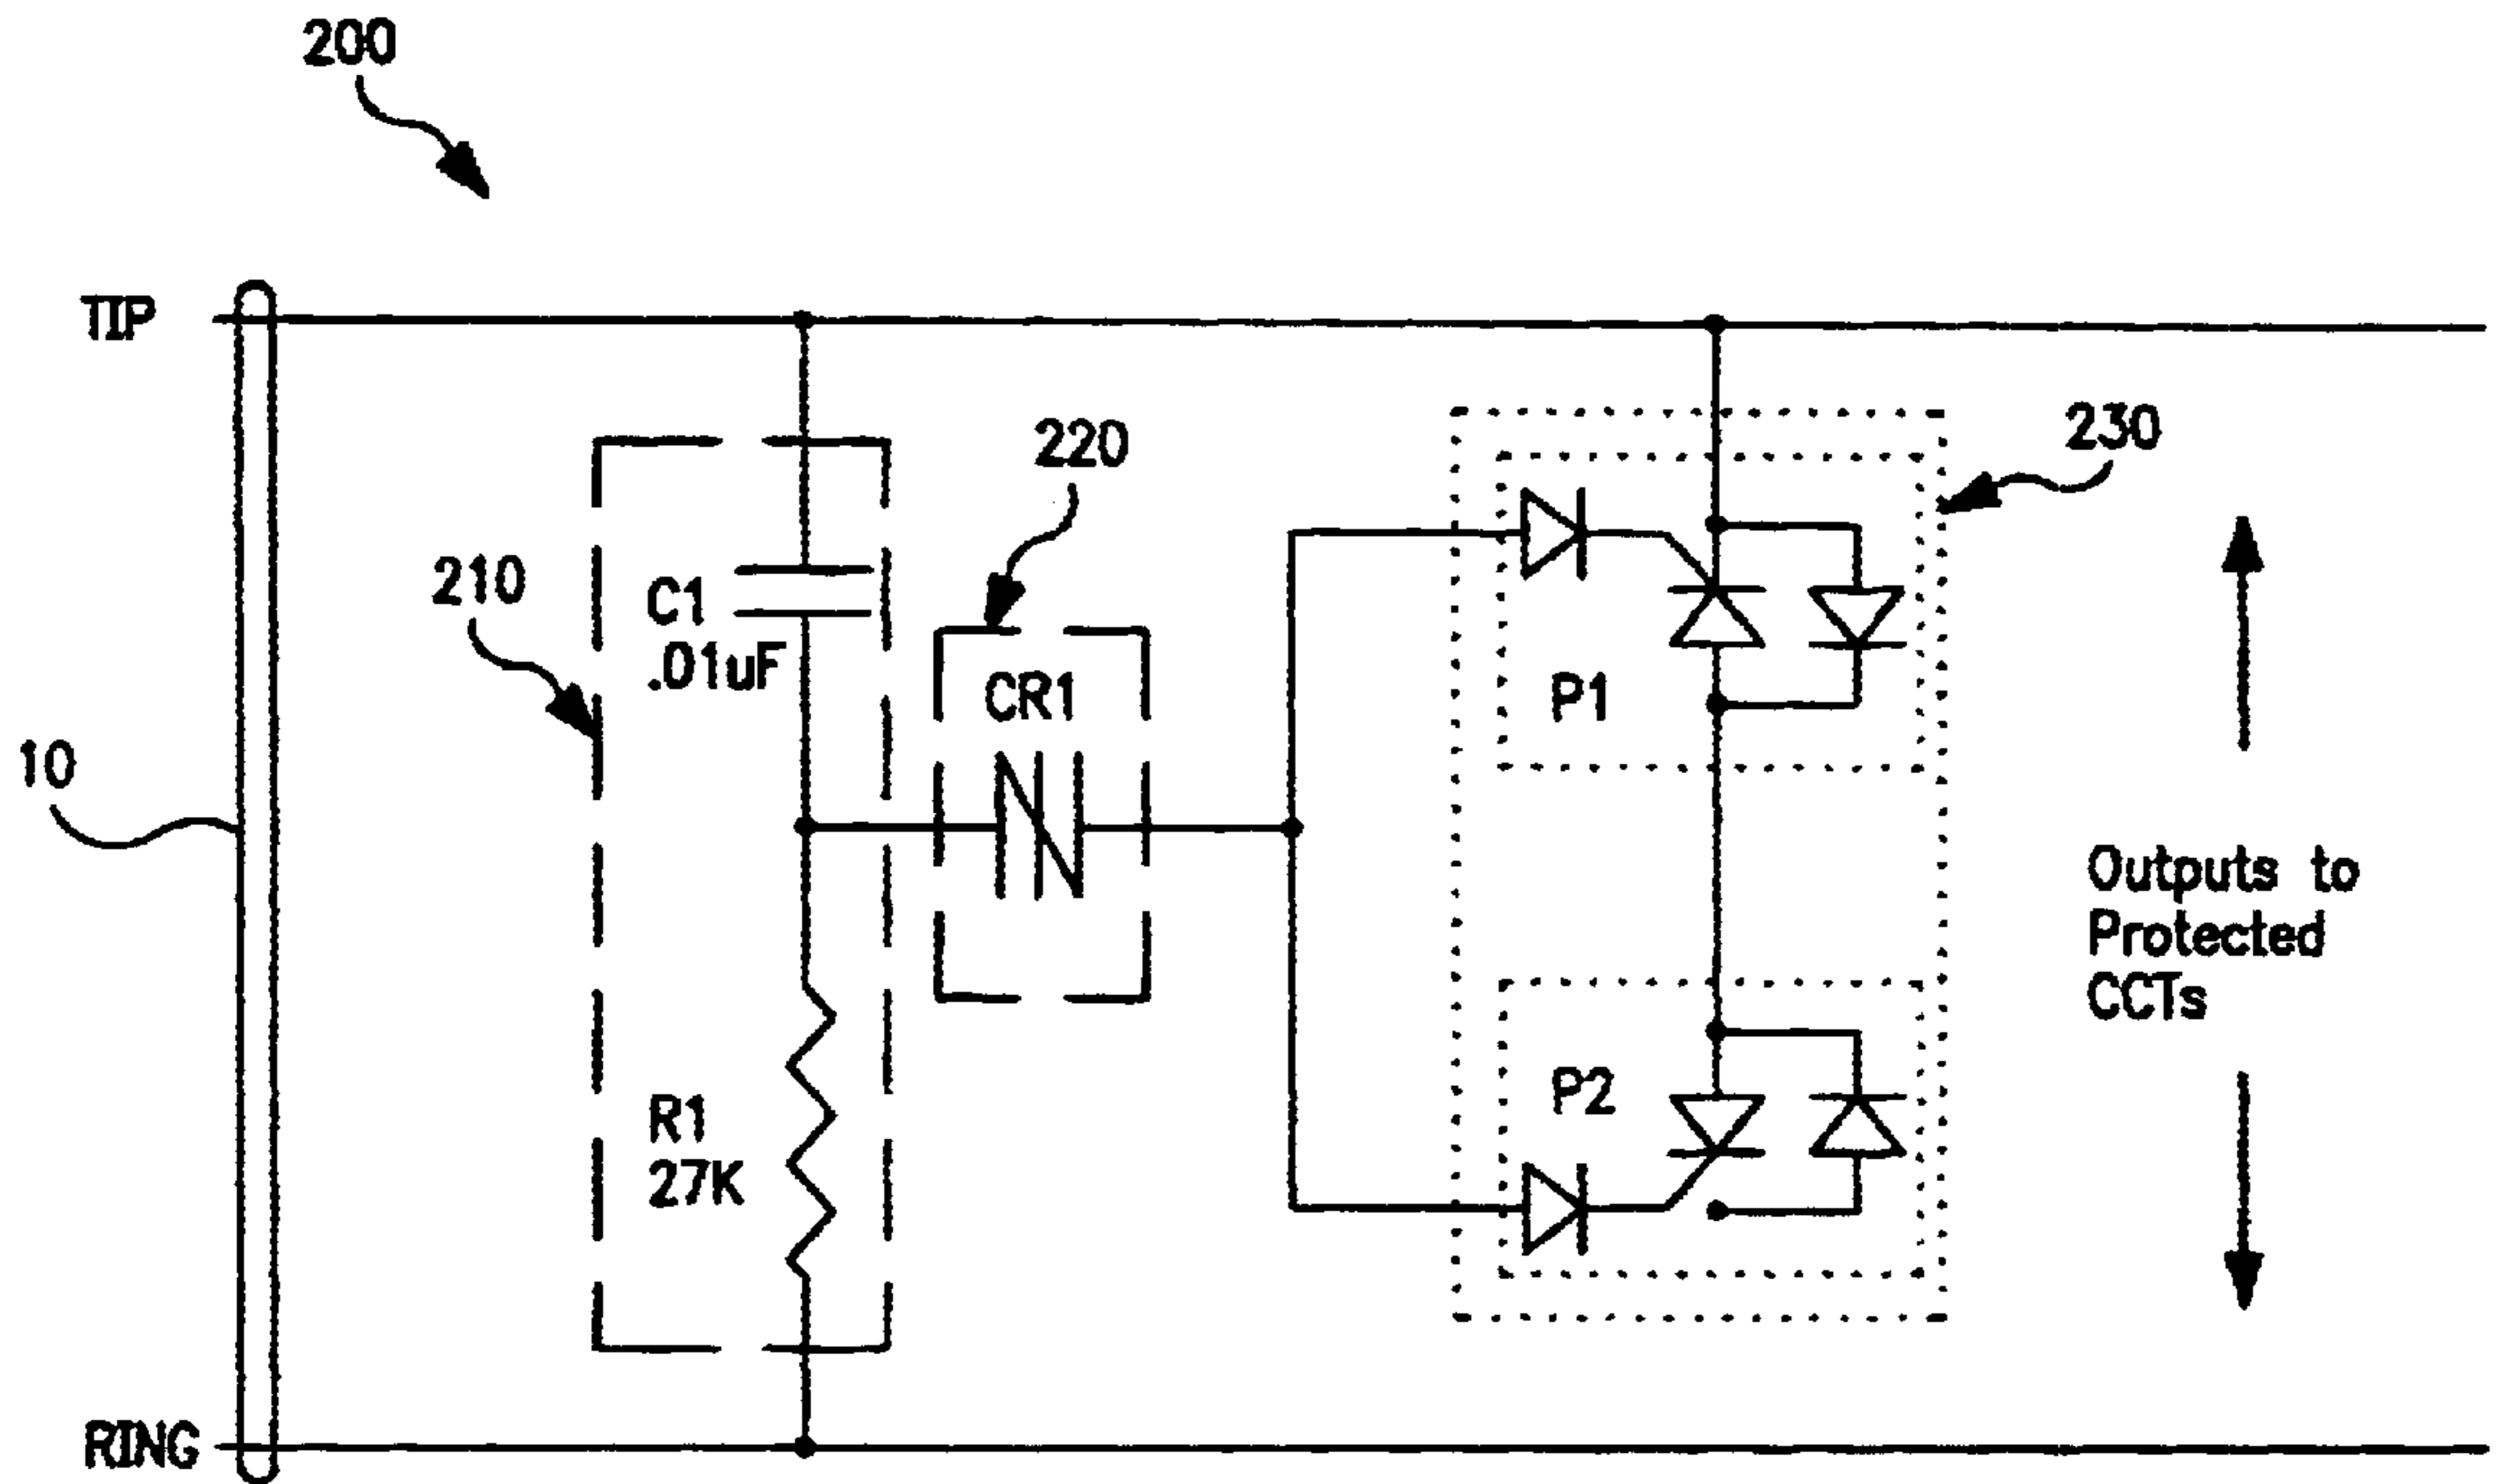 200
TIP
220
230
210
C1
.01uF
CR1
P1
10
Outputs to
Protected
CCTs
P2
R1
27K
RING